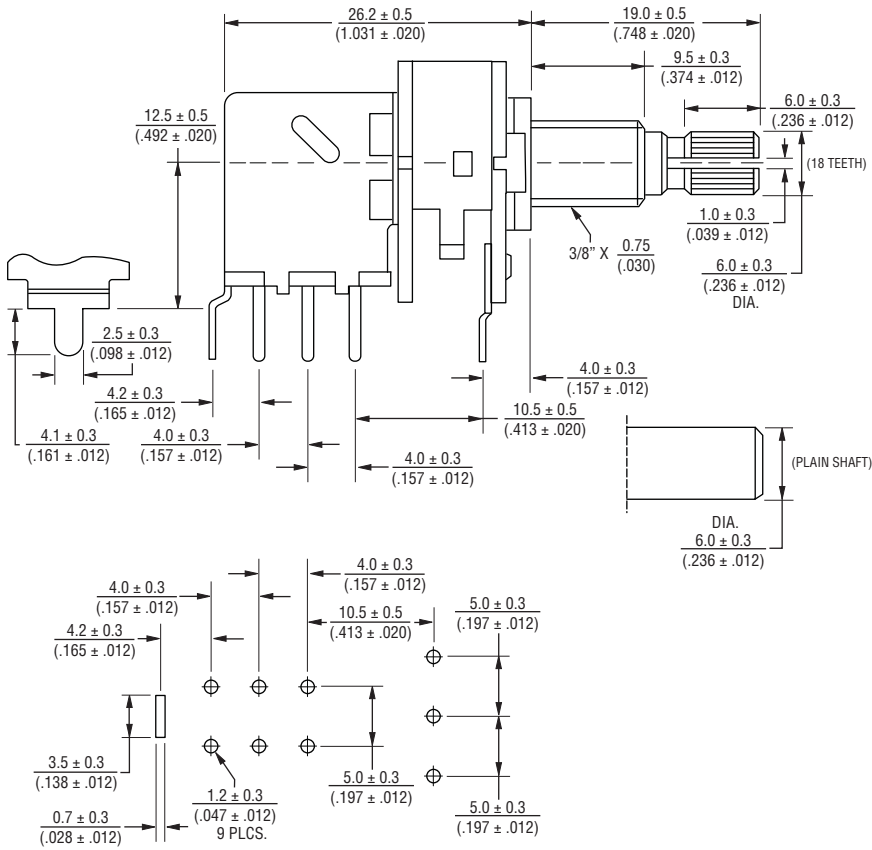 26.2 ± 0.5
(1.031 ± .020)
19.0 ± 0.5
(.748 ± .020)
9.5 ± 0.3
(.374 ± .012)
6.0 ± 0.3
(.236 ± .012)
12.5 ± 0.5
(.492 ± .020)
(18 TEETH)
1.0 ± 0.3
(.039 ± .012)
3/8" X 0.75
(.030)
6.0 ± 0.3
(.236 ± .012)
DIA.
2.5 ± 0.3
(.098 ± .012)
4.0 ± 0.3
(.157 ± .012)
4.2 ± 0.3
(.165 ± .012)
10.5 ± 0.5
(.413 ± .020)
4.1 ± 0.3
(.161 ± .012)
4.0 ± 0.3
(.157 ± .012)
4.0 ± 0.3
(.157 ± .012)
(PLAIN SHAFT)
DIA.
6.0 ± 0.3
(.236 ± .012)
4.0 ± 0.3
(.157 ± .012)
4.0 ± 0.3
(.157 ± .012)
10.5 ± 0.5
(.413 ± .020)
5.0 ± 0.3
(.197 ± .012)
4.2 ± 0.3
(.165 ± .012)
3.5 ± 0.3
(.138 ± .012)
5.0 ± 0.3
(.197 ± .012)
1.2 ± 0.3
(.047 ± .012)
9 PLCS.
5.0 ± 0.3
(.197 ± .012)
0.7 ± 0.3
(.028 ± .012)